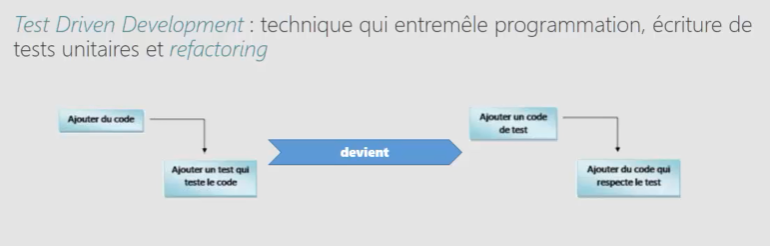 Test Driven Development : technique qui entremêle programmation, écriture de
tests unitaires et refactoring
Ajouter du code
Ajouter un test qui
teste le code
devient
Ajouter un code
de test
Ajouter du code qui
respecte le test